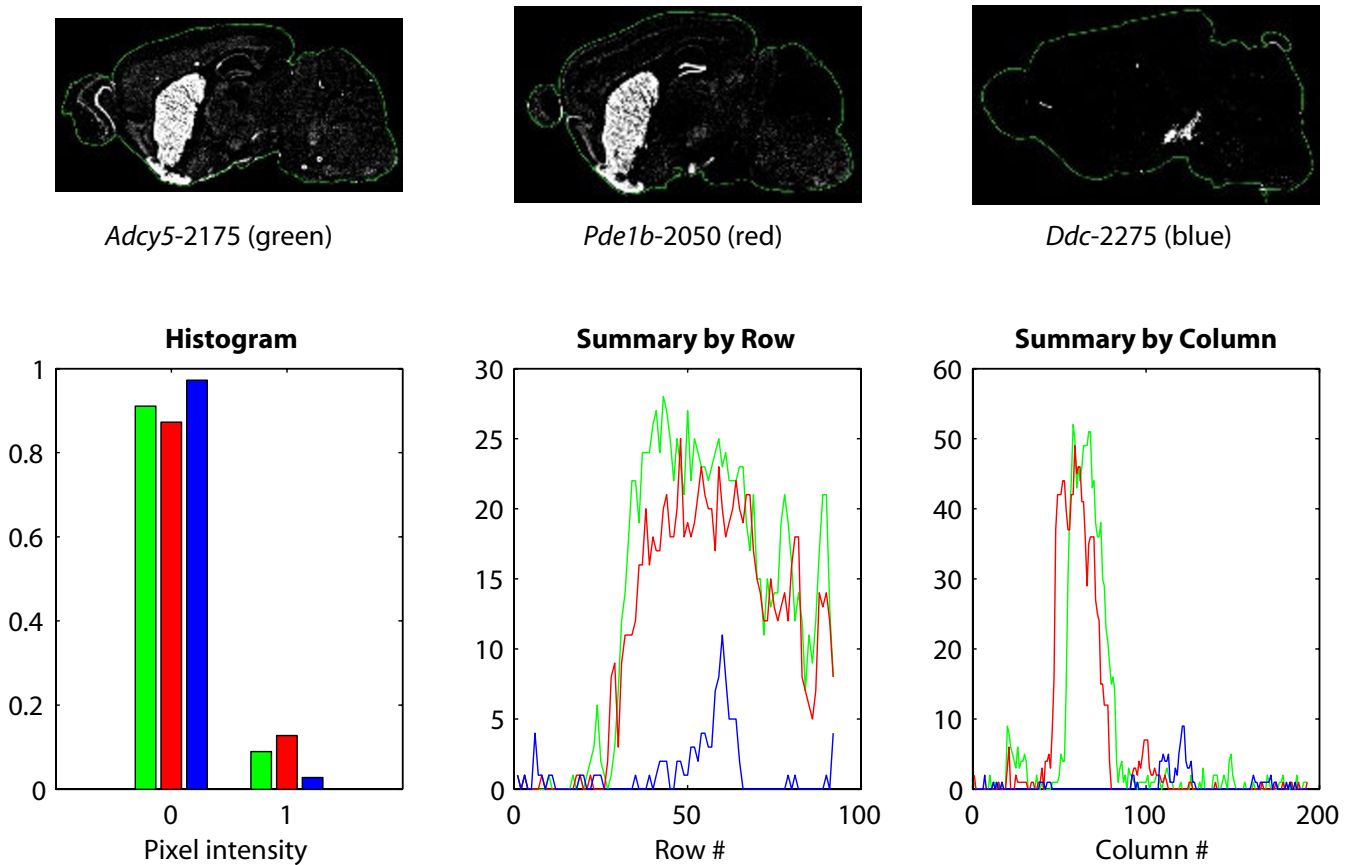 Adcy5-2175 (green)
Pde1b-2050 (red)
Ddc-2275 (blue)
Histogram
1
0.8
0.6
0.4
0.2
0
0 1
Pixel intensity
Summary by Row
30
25
20
15
10
5
0
0 50 100
Row #
Summary by Column
60
50
40
30
20
10
0
0 100 200
Column #